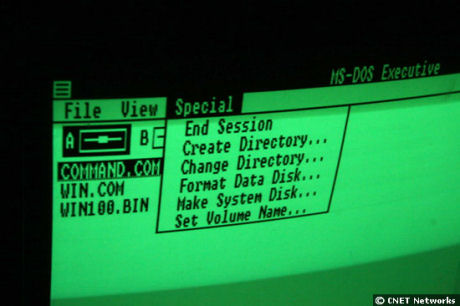 MS-DOS Executive
File View Special
A B
End Session
Create Directory...
Change Directory...
Format Data Disk...
Make System Disk...
Set Volume Name...
COMMAND.COM
WIN.COM
WIN100.BIN
© CNET Networks